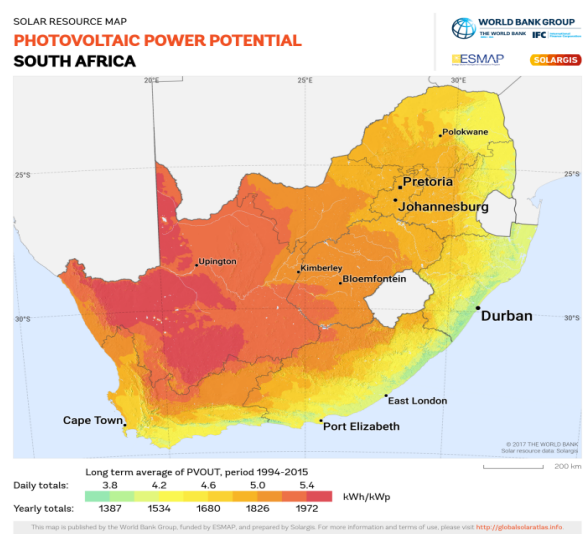 SOLAR RESOURCE MAP
PHOTOVOLTAIC POWER POTENTIAL
SOUTH AFRICA
WORLD BANK GROUP
THE WORLD BANK IFC International Finance Corporation
ESMAP SOLARGIS
20°E 25°E 30°E
Polokwane
25°S 25°S
Pretoria
Johannesburg
Upington
Kimberley
Bloemfontein
30°S 30°S
Durban
East London
Cape Town
Port Elizabeth
© 2017 THE WORLD BANK
Solar resource data: Solargis
200 km
Long term average of PVOUT, period 1994-2015
Daily totals: 3.8 4.2 4.6 5.0 5.4
kWh/kWp
Yearly totals: 1387 1534 1680 1826 1972
This map is published by the World Bank Group, funded by ESMAP, and prepared by Solargis. For more information and terms of use, please visit http://globalsolaratlas.info.